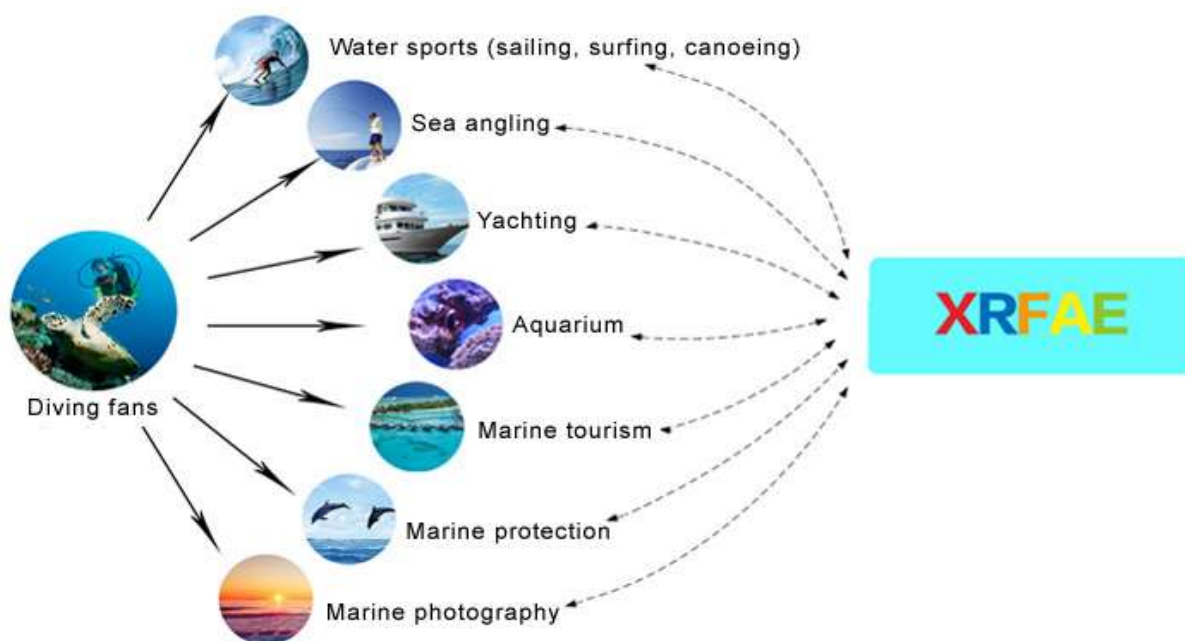 Water sports (sailing, surfing, canoeing)
Sea angling
Yachting
XRFAE
Aquarium
Diving fans
Marine tourism
Marine protection
Marine photography